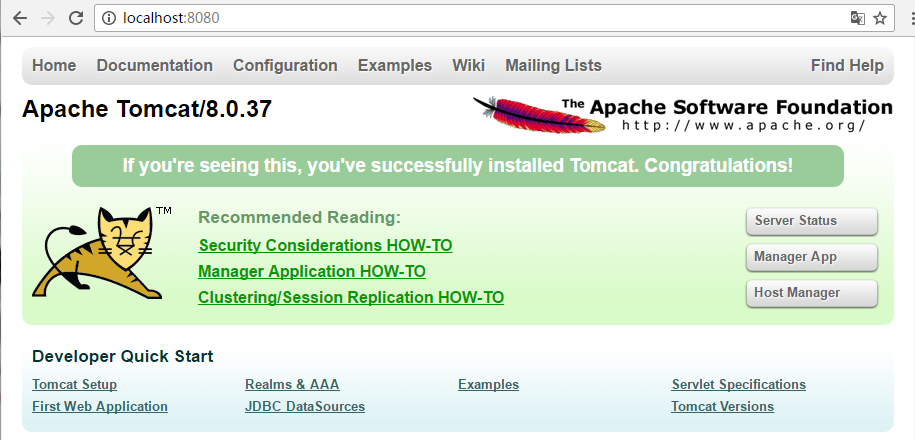 localhost:8080
Home Documentation Configuration Examples Wiki Mailing Lists Find Help
Apache Tomcat/8.0.37
The Apache Software Foundation
http://www.apache.org/
If you're seeing this, you've successfully installed Tomcat. Congratulations!
TM
Recommended Reading:
Security Considerations HOW-TO
Manager Application HOW-TO
Clustering/Session Replication HOW-TO
Server Status
Manager App
Host Manager
Developer Quick Start
Tomcat Setup Realms & AAA Examples Servlet Specifications
First Web Application JDBC DataSources Tomcat Versions